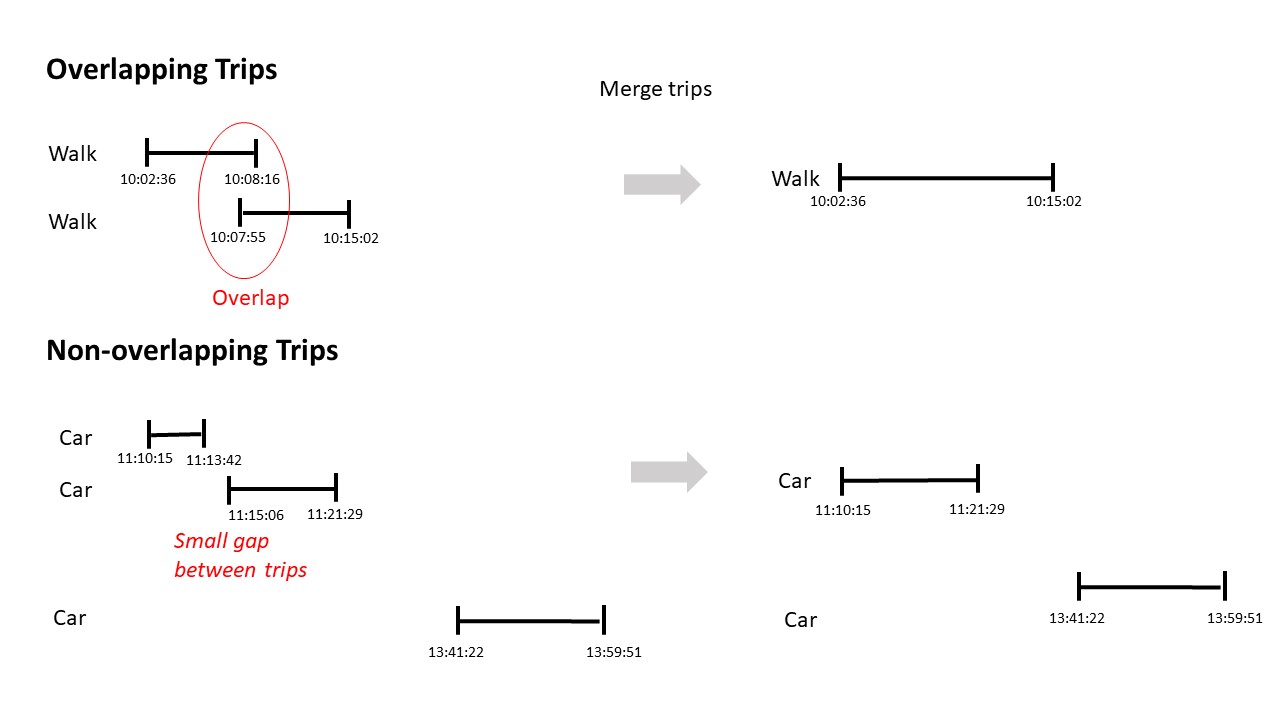 Overlapping Trips
Merge trips
Walk
10:02:36 10:08:16
Walk
10:07:55 10:15:02
Overlap
Walk
10:02:36 10:15:02
Non-overlapping Trips
Car
11:10:15 11:13:42
Car
11:15:06 11:21:29
Small gap
between trips
Car
13:41:22 13:59:51
Car
11:10:15 11:21:29
Car
13:41:22 13:59:51